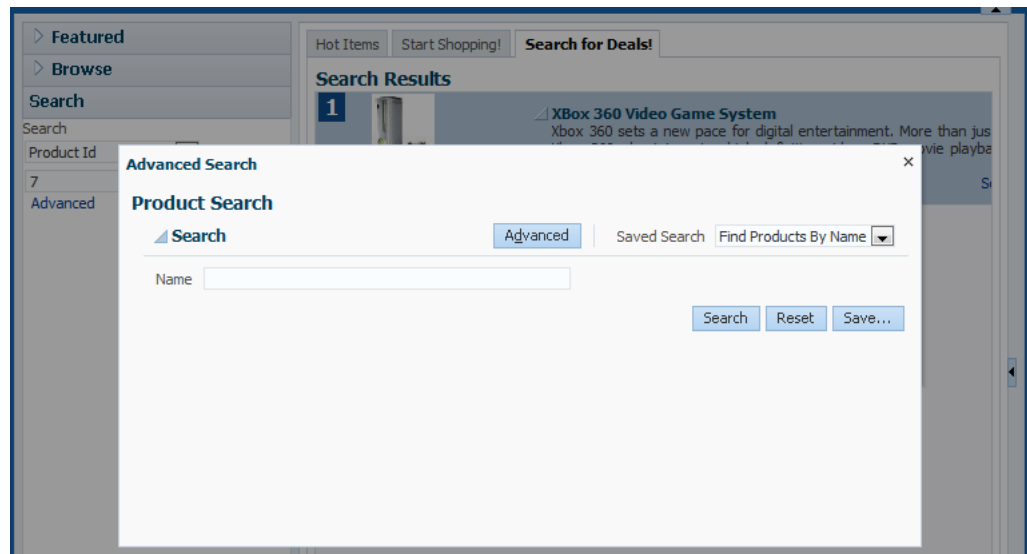 Featured
Browse
Search
Search
Product Id
7
Advanced
Hot Items Start Shopping! Search for Deals!
Search Results
1
XBox 360 Video Game System
Xbox 360 sets a new pace for digital entertainment. More than jus
ovie playba
Advanced Search
Product Search
Search
Advanced Saved Search Find Products By Name
Name
Search Reset Save...